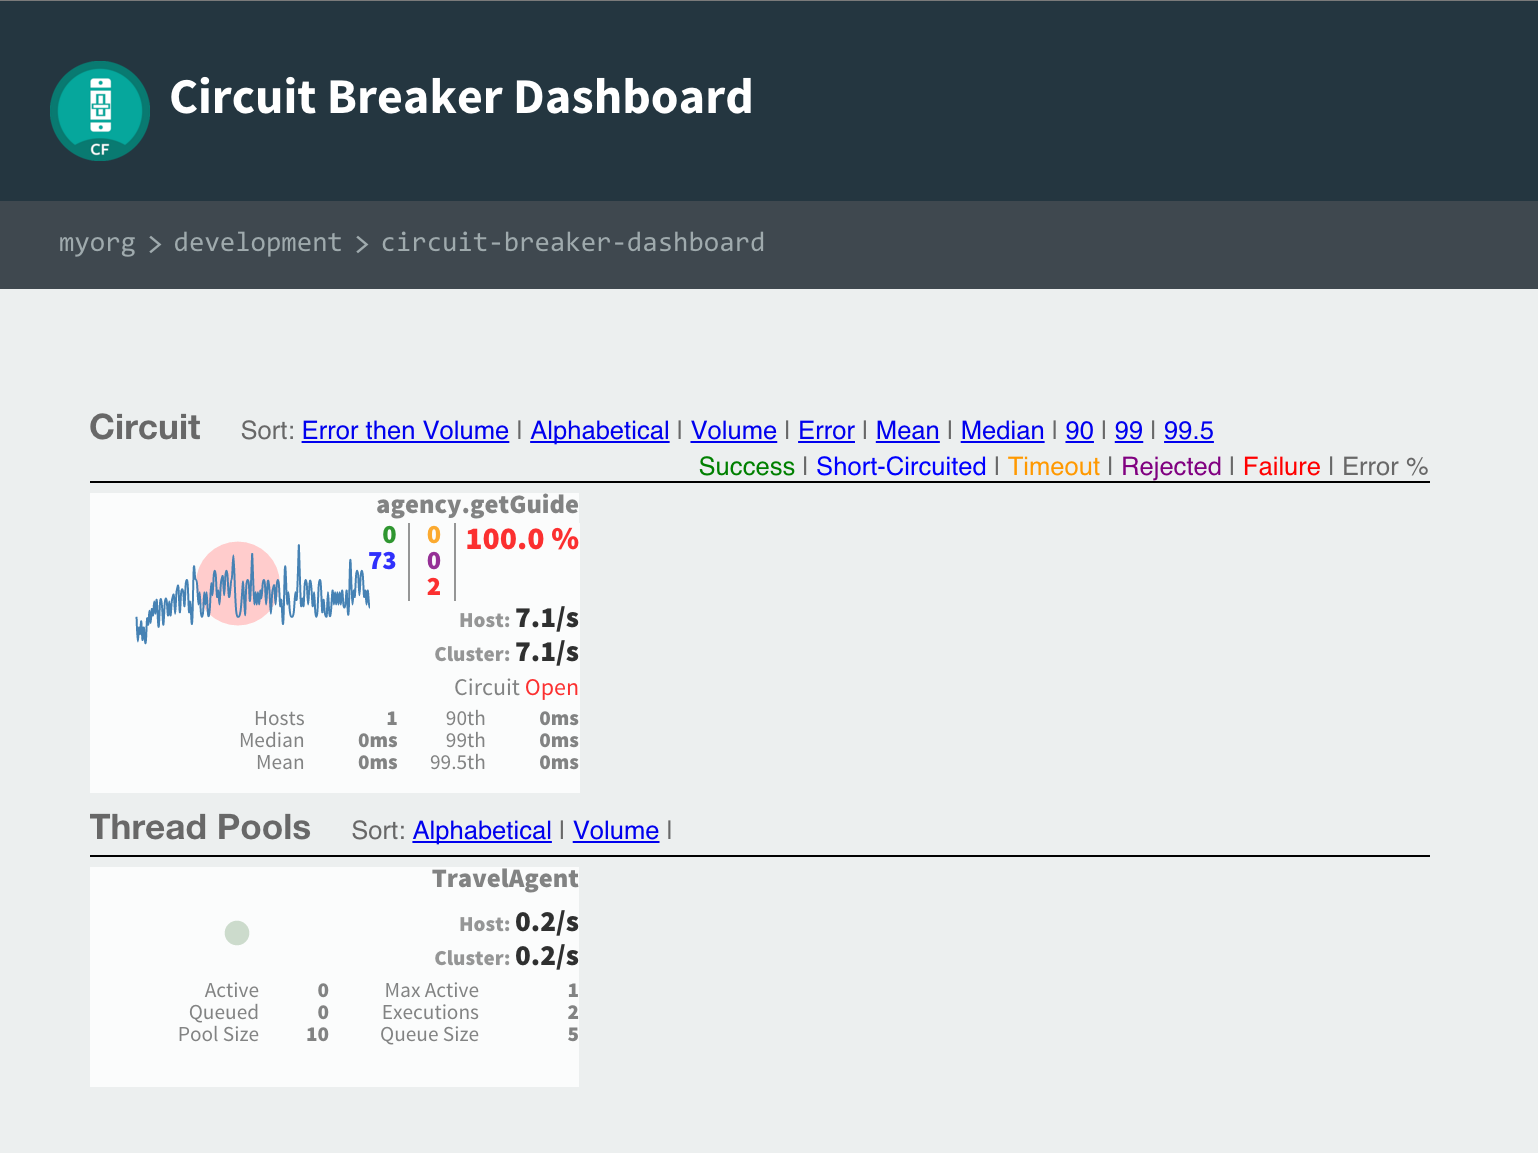 CF
Circuit Breaker Dashboard
myorg > development > circuit-breaker-dashboard
Circuit Sort: Error then Volume | Alphabetical | Volume | Error | Mean | Median | 90 | 99 | 99.5
Success | Short-Circuited | Timeout | Rejected | Failure | Error %
agency.getGuide
0 0 100.0 %
73 0
2
Host: 7.1/s
Cluster: 7.1/s
Circuit Open
Hosts 1 90th 0ms
Median 0ms 99th 0ms
Mean 0ms 99.5th 0ms
Thread Pools Sort: Alphabetical | Volume |
TravelAgent
Host: 0.2/s
Cluster: 0.2/s
Active 0 Max Active 1
Queued 0 Executions 2
Pool Size 10 Queue Size 5